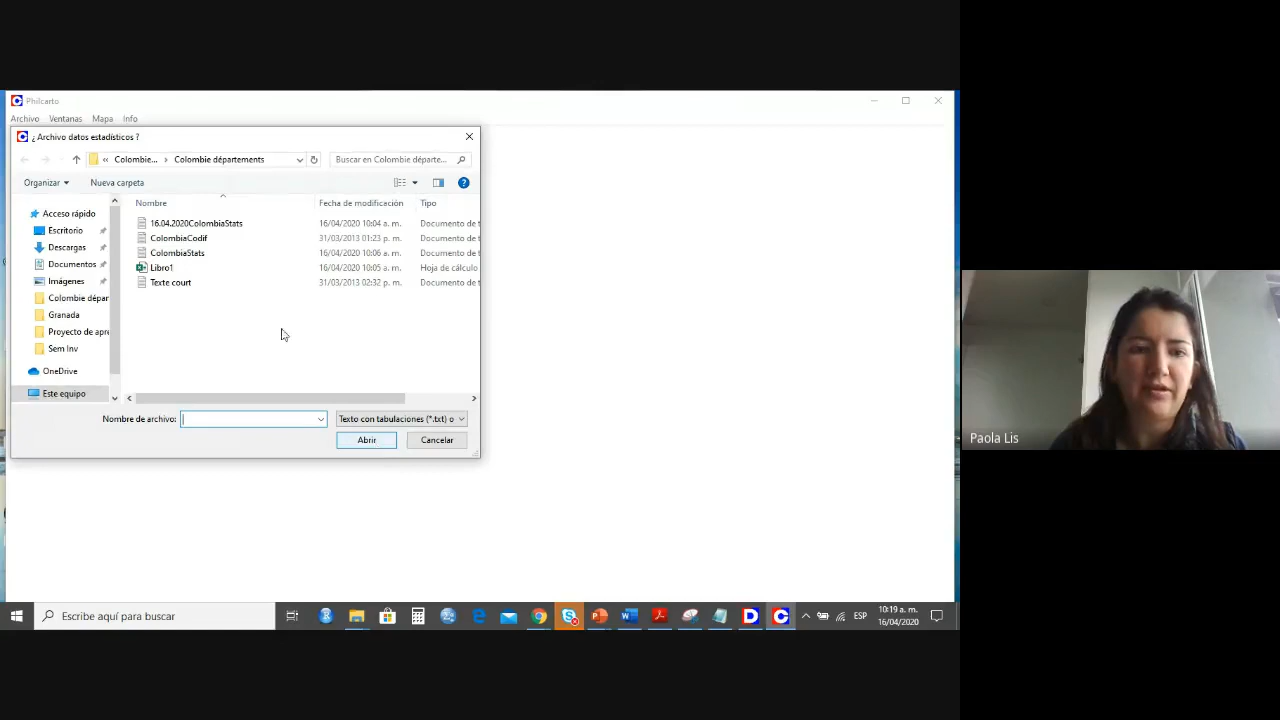 Philcarto
Archivo Ventanas Mapa Info
¿ Archivo datos estadísticos ?
« Colombie... › Colombie départements
Buscar en Colombie départe...
Organizar Nueva carpeta
Nombre Fecha de modificación Tipo
Acceso rápido
Escritorio
Descargas
Documentos
Imágenes
Colombie dépar
Granada
Proyecto de apre
Sem Inv
OneDrive
Este equipo
16.04.2020ColombiaStats 16/04/2020 10:04 a. m. Documento de t
ColombiaCodif 31/03/2013 01:23 p. m. Documento de t
ColombiaStats 16/04/2020 10:06 a. m. Documento de t
Libro1 16/04/2020 10:05 a. m. Hoja de cálculo
Texte court 31/03/2013 02:32 p. m. Documento de t
Nombre de archivo:
Texto con tabulaciones (*.txt) o
Abrir Cancelar
Paola Lis
Escribe aquí para buscar
ESP
10:19 a. m.
16/04/2020